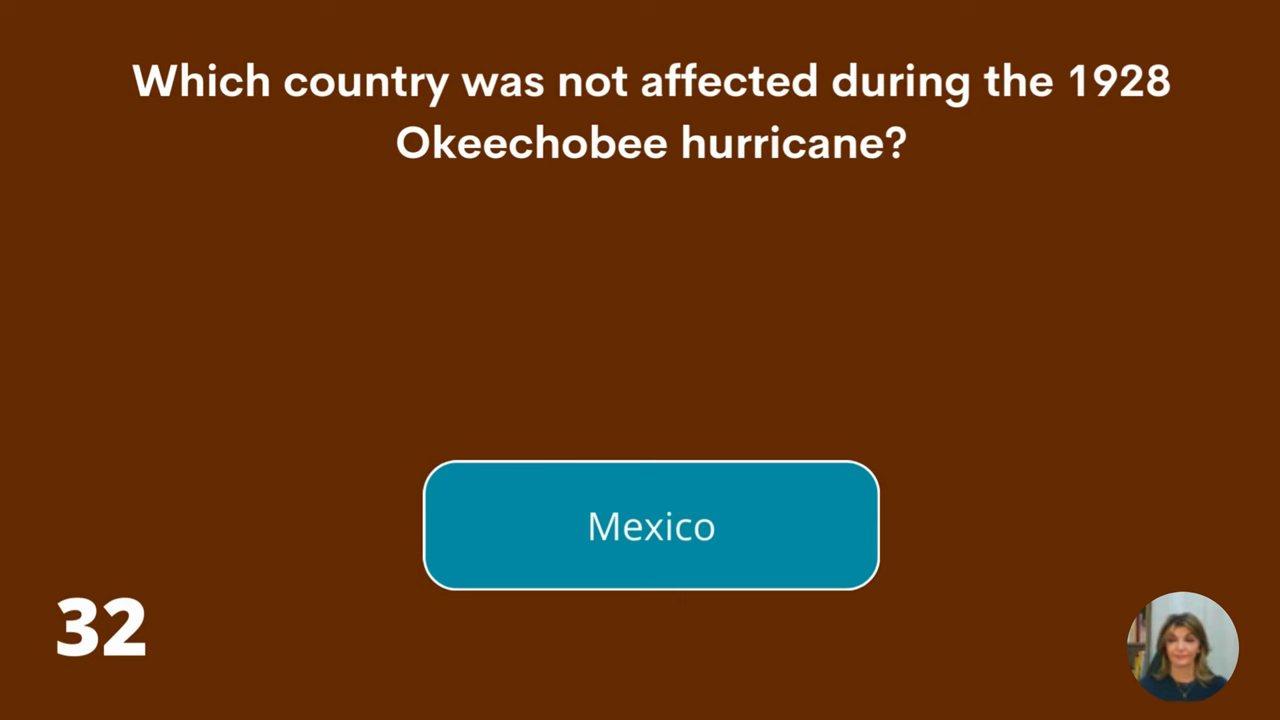 Which country was not affected during the 1928
Okeechobee hurricane?
Mexico
32